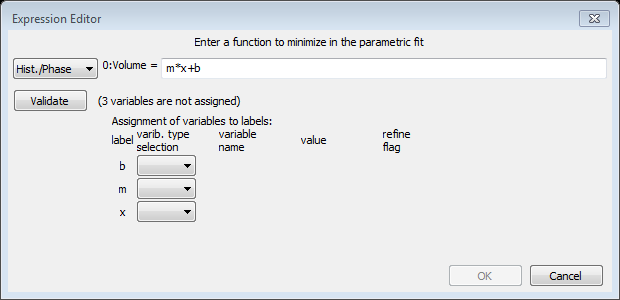 Expression Editor
Enter a function to minimize in the parametric fit
Hist./Phase 0:Volume = m*x+b
Validate (3 variables are not assigned)
Assignment of variables to labels:
label varib. type selection variable name value refine flag
b
m
x
OK Cancel